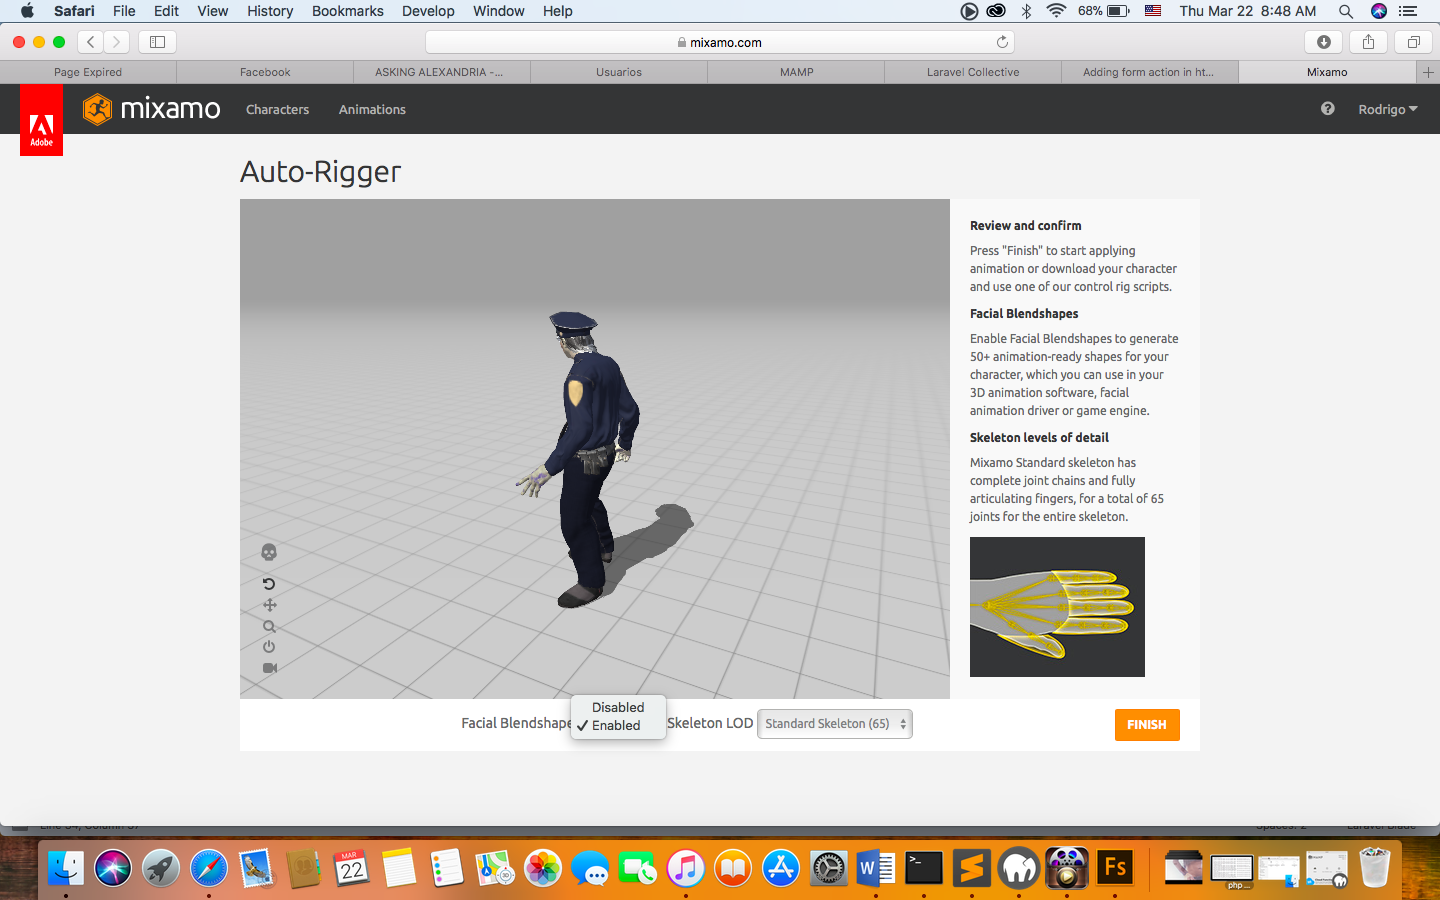 Safari File Edit View History Bookmarks Develop Window Help 68% Thu Mar 22 8:48 AM
mixamo.com
Page Expired Facebook ASKING ALEXANDRIA -... Usuarios MAMP Laravel Collective Adding form action in ht... Mixamo
Adobe mixamo Characters Animations Rodrigo
Auto-Rigger
Review and confirm
Press "Finish" to start applying
animation or download your character
and use one of our control rig scripts.
Facial Blendshapes
Enable Facial Blendshapes to generate
50+ animation-ready shapes for your
character, which you can use in your
3D animation software, facial
animation driver or game engine.
Skeleton levels of detail
Mixamo Standard skeleton has
complete joint chains and fully
articulating fingers, for a total of 65
joints for the entire skeleton.
Disabled
Facial Blendshape ✓ Enabled Skeleton LOD Standard Skeleton (65) FINISH
MAR
22
Fs
php ...